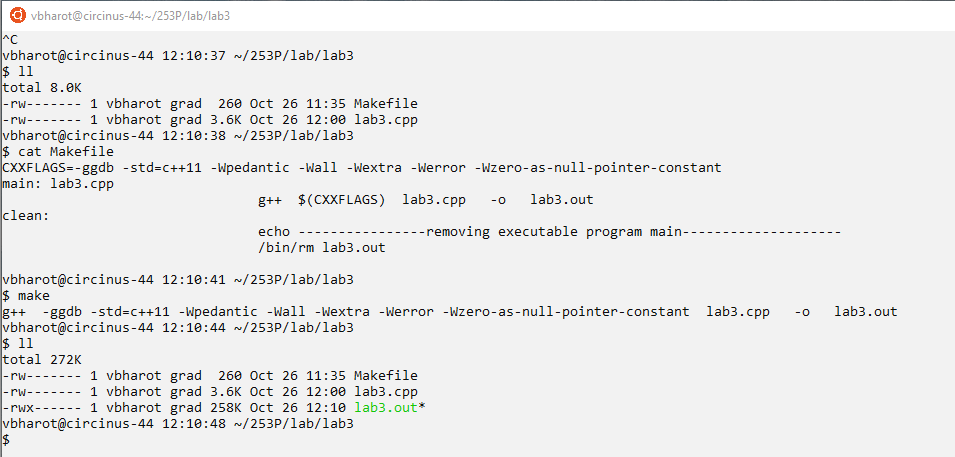 vbharot@circinus-44:~/253P/lab/lab3
^C
vbharot@circinus-44 12:10:37 ~/253P/lab/lab3
$ ll
total 8.0K
-rw------- 1 vbharot grad  260 Oct 26 11:35 Makefile
-rw------- 1 vbharot grad 3.6K Oct 26 12:00 lab3.cpp
vbharot@circinus-44 12:10:38 ~/253P/lab/lab3
$ cat Makefile
CXXFLAGS=-ggdb -std=c++11 -Wpedantic -Wall -Wextra -Werror -Wzero-as-null-pointer-constant
main: lab3.cpp
                                g++  $(CXXFLAGS)  lab3.cpp   -o   lab3.out
clean:
                                echo ----------------removing executable program main--------------------
                                /bin/rm lab3.out
vbharot@circinus-44 12:10:41 ~/253P/lab/lab3
$ make
g++  -ggdb -std=c++11 -Wpedantic -Wall -Wextra -Werror -Wzero-as-null-pointer-constant  lab3.cpp   -o   lab3.out
vbharot@circinus-44 12:10:44 ~/253P/lab/lab3
$ ll
total 272K
-rw------- 1 vbharot grad  260 Oct 26 11:35 Makefile
-rw------- 1 vbharot grad 3.6K Oct 26 12:00 lab3.cpp
-rwx------ 1 vbharot grad 258K Oct 26 12:10 lab3.out*
vbharot@circinus-44 12:10:48 ~/253P/lab/lab3
$